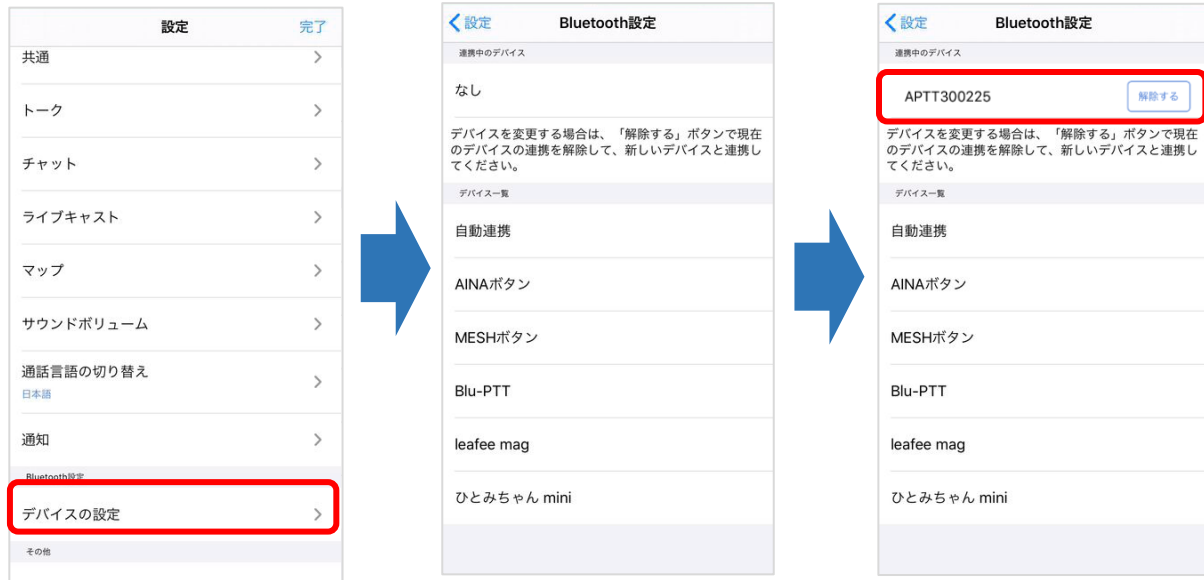 設定
完了
共通
トーク
チャット
ライブキャスト
マップ
サウンドボリューム
通話言語の切り替え
日本語
通知
Bluetooth設定
デバイスの設定
その他
設定
Bluetooth設定
連携中のデバイス
なし
デバイスを変更する場合は、「解除する」ボタンで現在
のデバイスの連携を解除して、新しいデバイスと連携し
てください。
デバイス一覧
自動連携
AINAボタン
MESHボタン
Blu-PTT
leafee mag
ひとみちゃん mini
設定
Bluetooth設定
連携中のデバイス
APTT300225
解除する
デバイスを変更する場合は、「解除する」ボタンで現在
のデバイスの連携を解除して、新しいデバイスと連携し
てください。
デバイス一覧
自動連携
AINAボタン
MESHボタン
Blu-PTT
leafee mag
ひとみちゃん mini